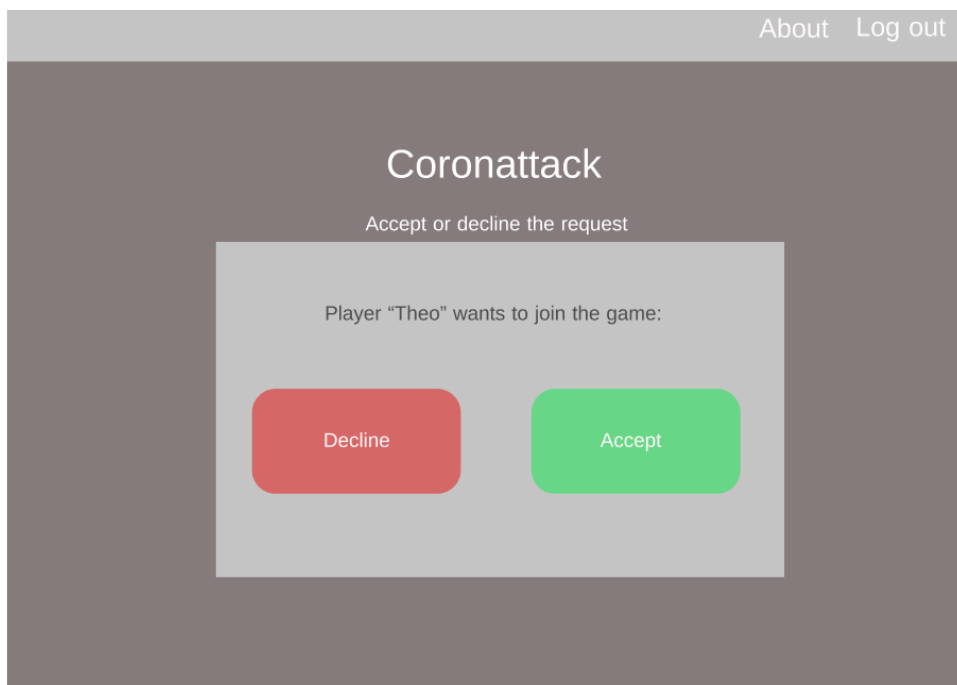 About Log out
Coronattack
Accept or decline the request
Player “Theo” wants to join the game:
Decline Accept